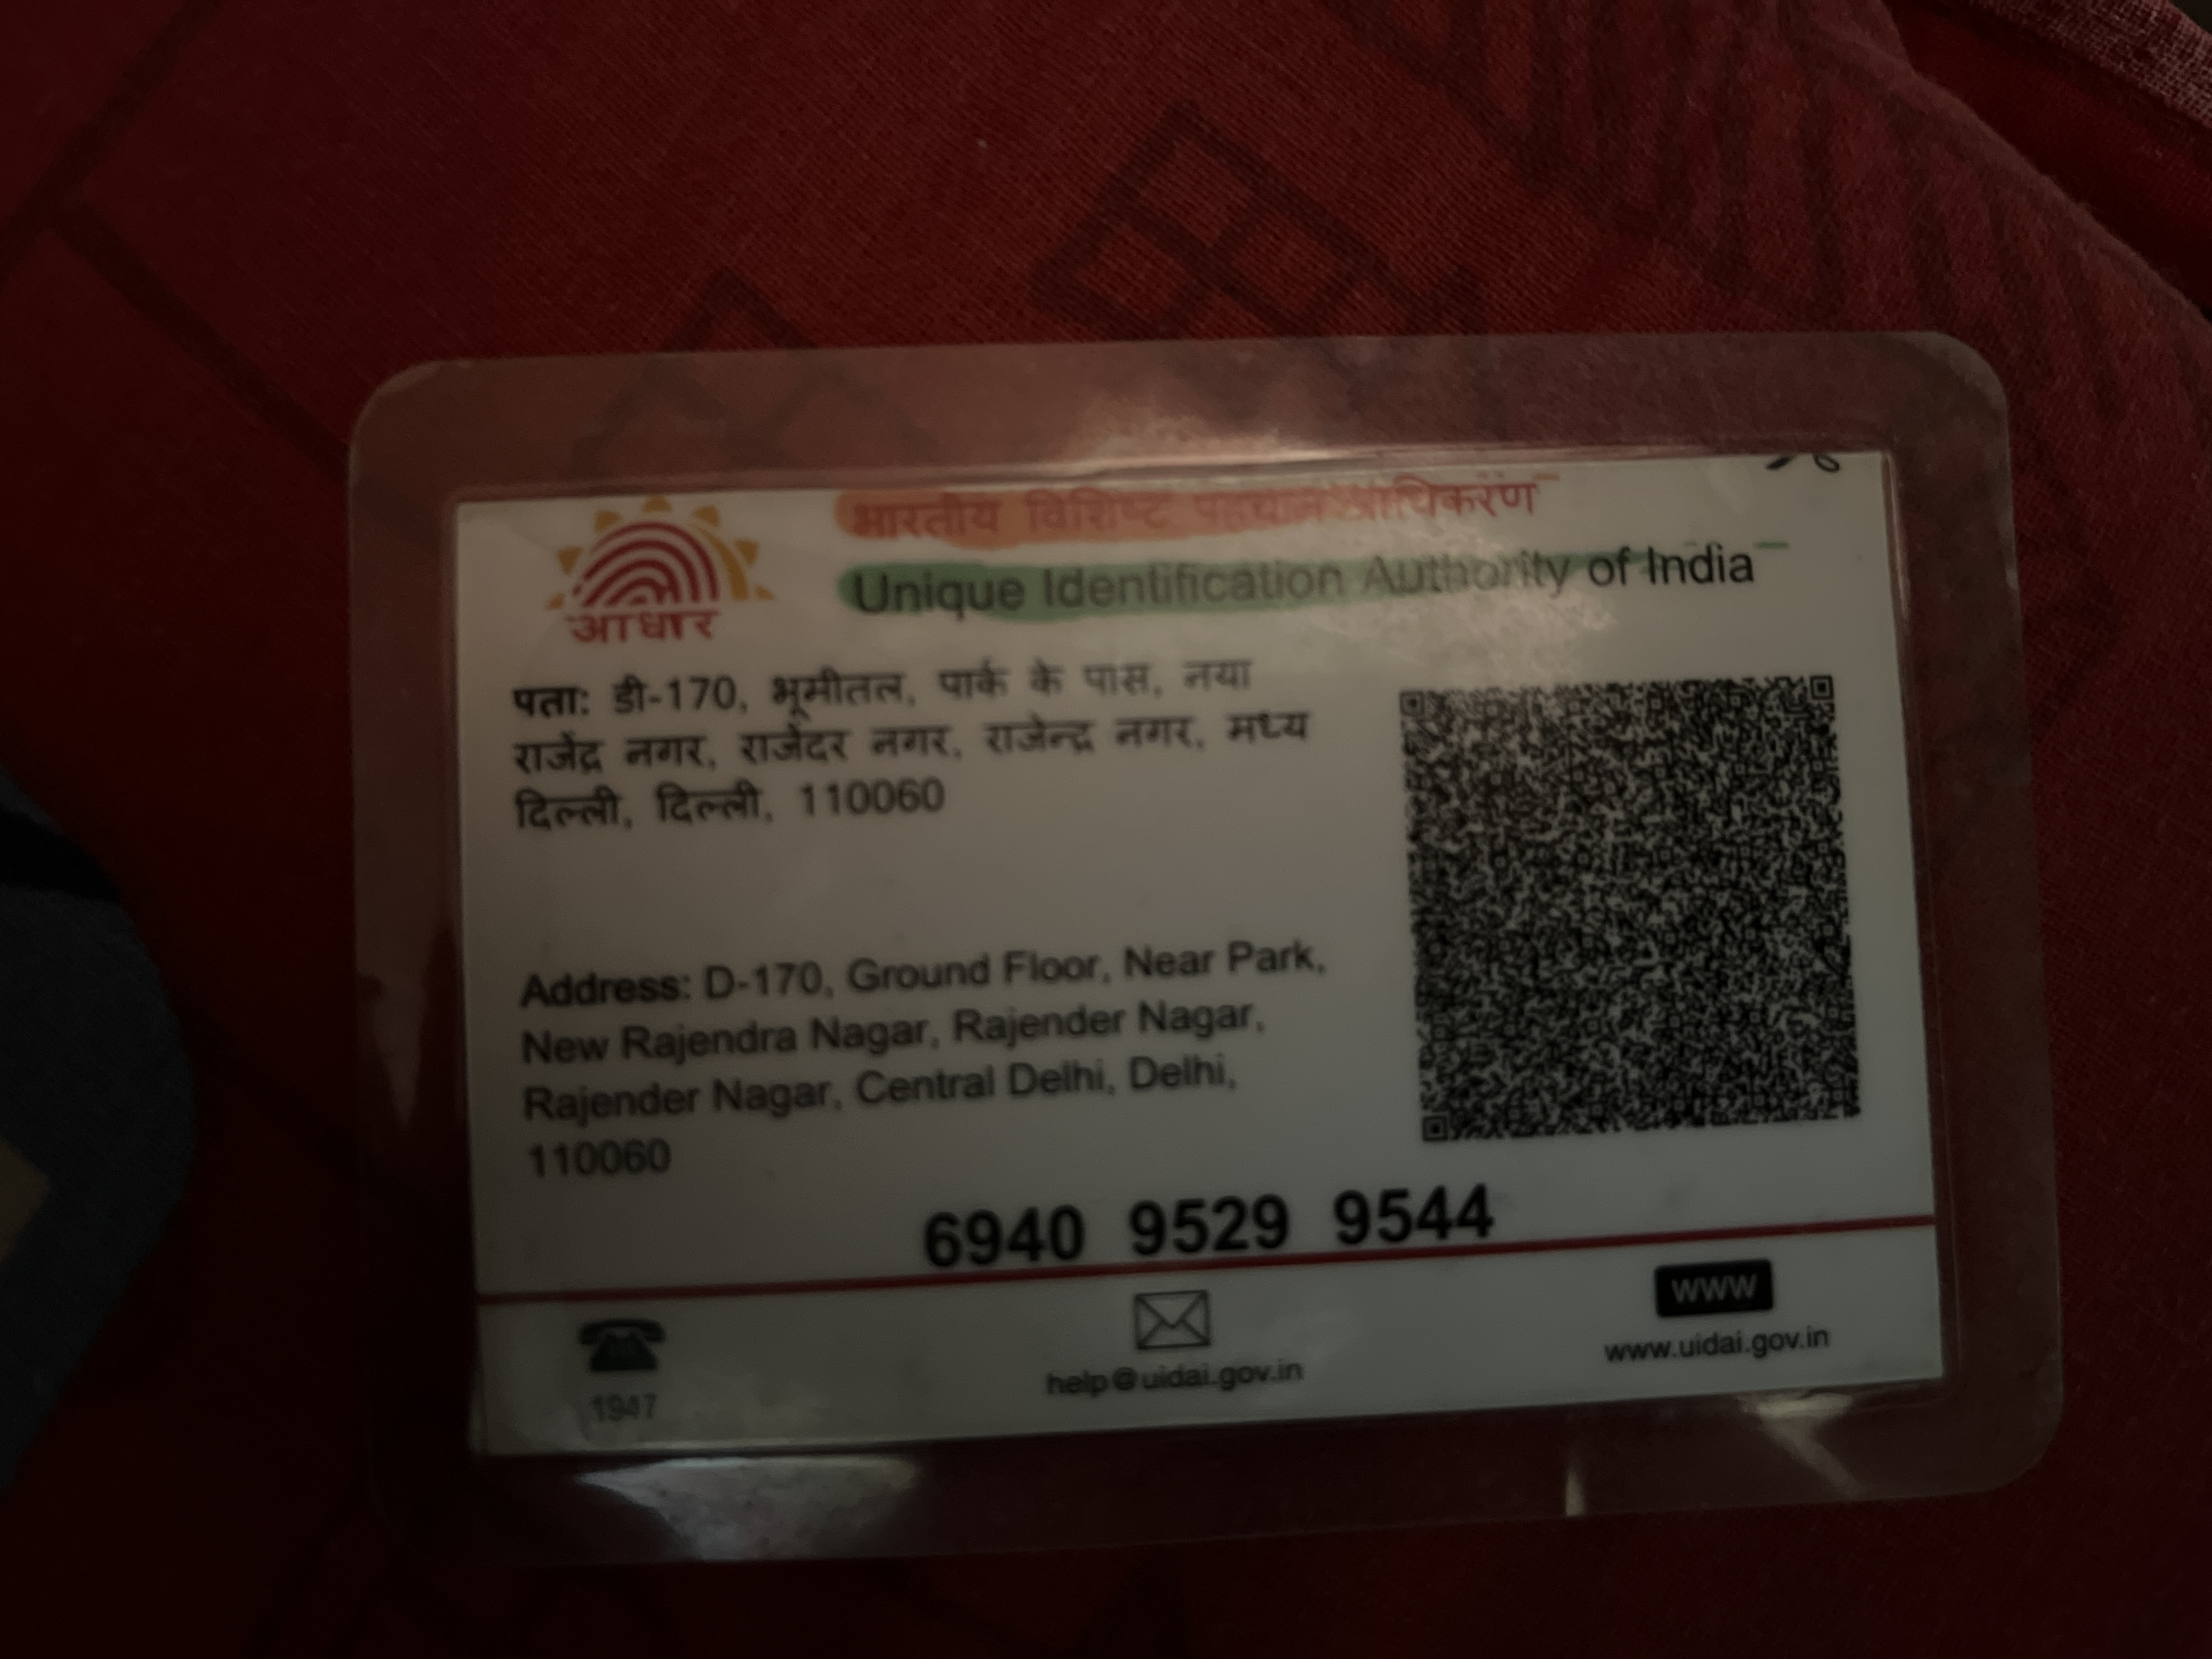 भारतीय विशिष्ट पहचान प्राधिकरण
Unique Identification Authority of India
आधार
पता: डी-170, भूमीतल, पार्क के पास, नया
राजेंद्र नगर, राजेंदर नगर, राजेन्द्र नगर, मध्य
दिल्ली, दिल्ली, 110060
Address: D-170, Ground Floor, Near Park,
New Rajendra Nagar, Rajender Nagar,
Rajender Nagar, Central Delhi, Delhi,
110060
6940 9529 9544
1947
help@uidai.gov.in
www
www.uidai.gov.in